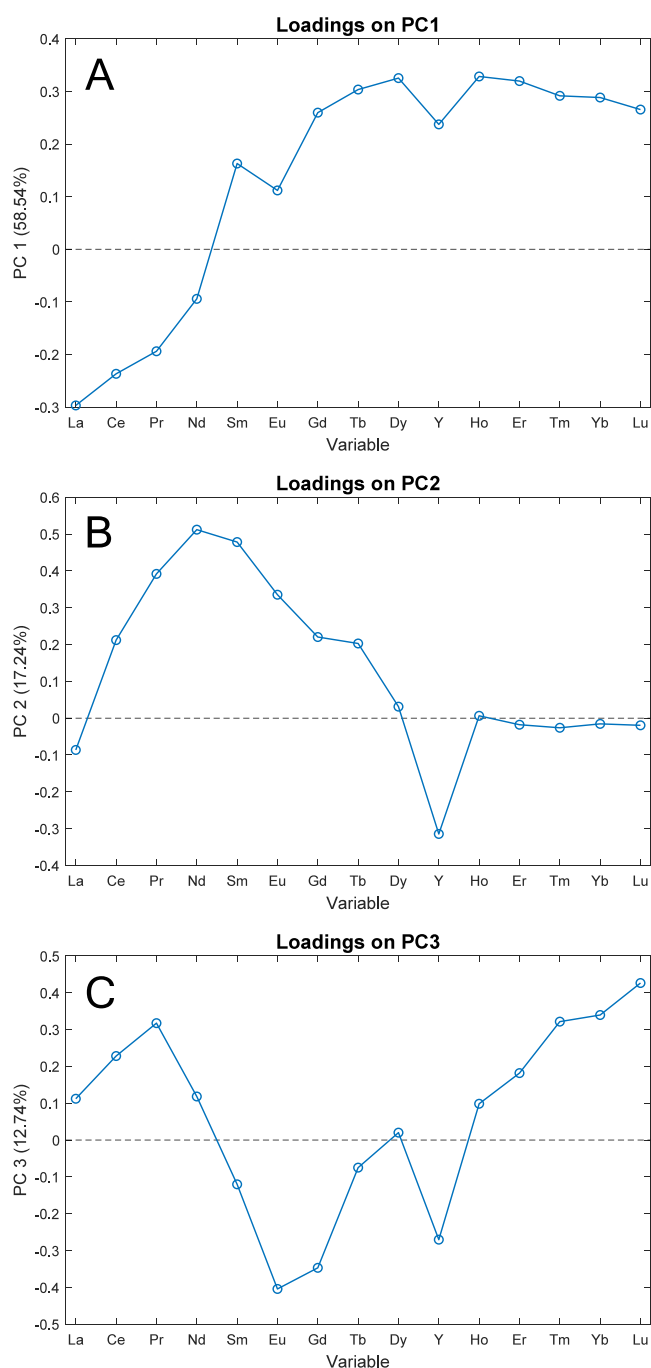 Loadings on PC1
A
0.4
0.3
0.2
0.1
0
-0.1
-0.2
-0.3
PC 1 (58.54%)
La Ce Pr Nd Sm Eu Gd Tb Dy Y Ho Er Tm Yb Lu
Variable
Loadings on PC2
B
0.6
0.5
0.4
0.3
0.2
0.1
0
-0.1
-0.2
-0.3
-0.4
PC 2 (17.24%)
La Ce Pr Nd Sm Eu Gd Tb Dy Y Ho Er Tm Yb Lu
Variable
Loadings on PC3
C
0.5
0.4
0.3
0.2
0.1
0
-0.1
-0.2
-0.3
-0.4
-0.5
PC 3 (12.74%)
La Ce Pr Nd Sm Eu Gd Tb Dy Y Ho Er Tm Yb Lu
Variable